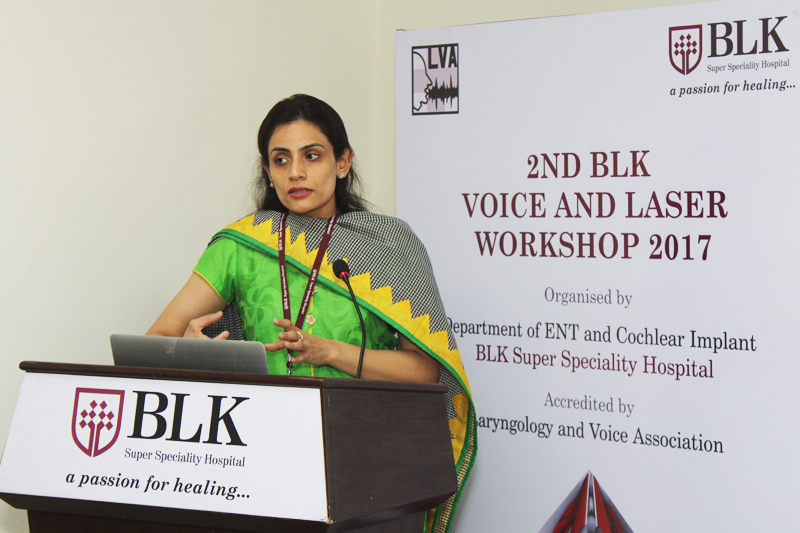 LVA
BLK
Super Speciality Hospital
a passion for healing...
2ND BLK
VOICE AND LASER
WORKSHOP 2017
Organised by
Department of ENT and Cochlear Implant
BLK Super Speciality Hospital
Accredited by
Laryngology and Voice Association
BLK
Super Speciality Hospital
a passion for healing...